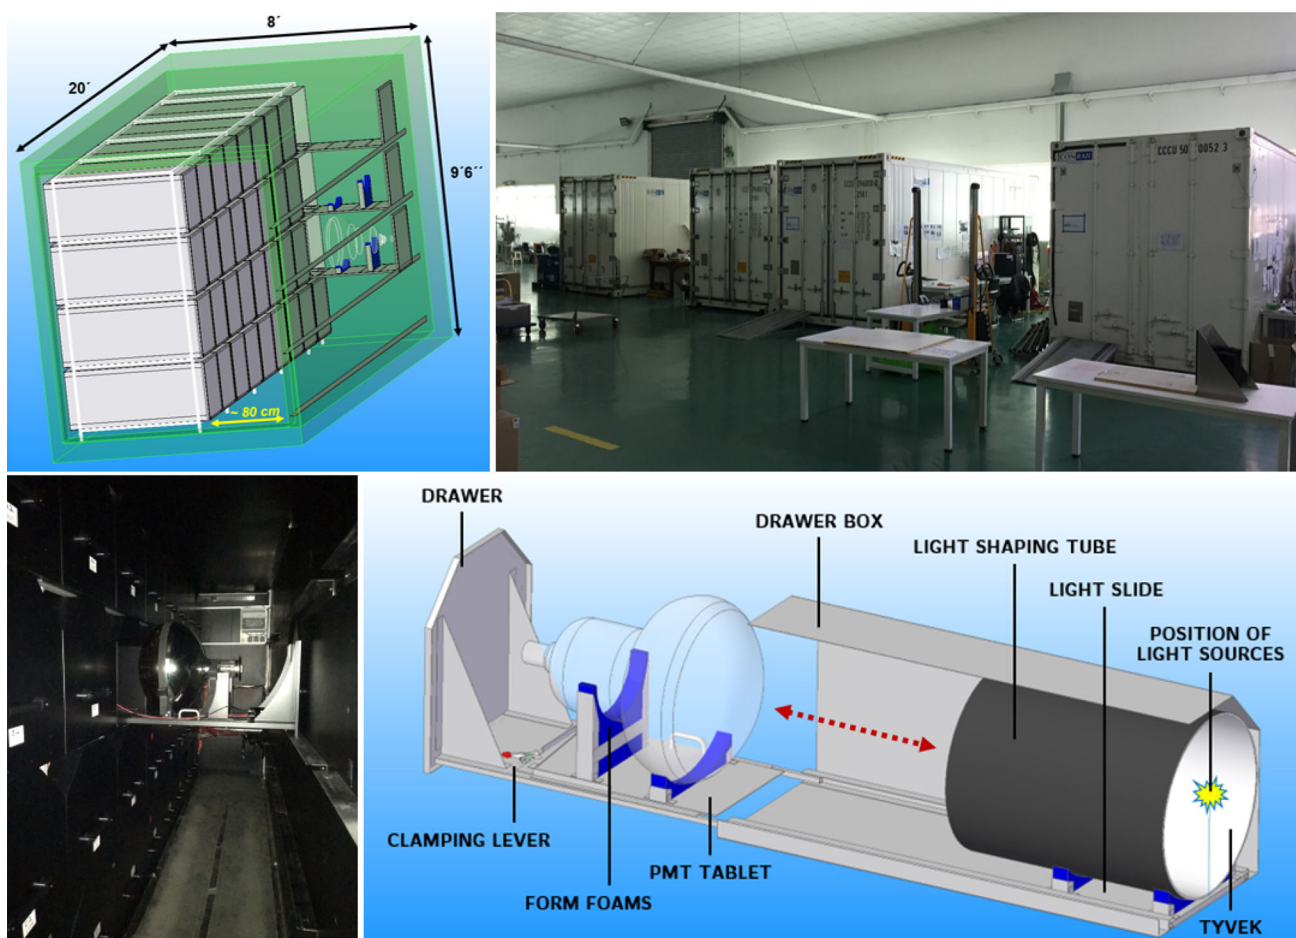 8´
20´
9´6´´
~ 80 cm
CCCU 50 0052 3
DRAWER
DRAWER BOX
LIGHT SHAPING TUBE
LIGHT SLIDE
POSITION OF
LIGHT SOURCES
CLAMPING LEVER
PMT TABLET
FORM FOAMS
TYVEK